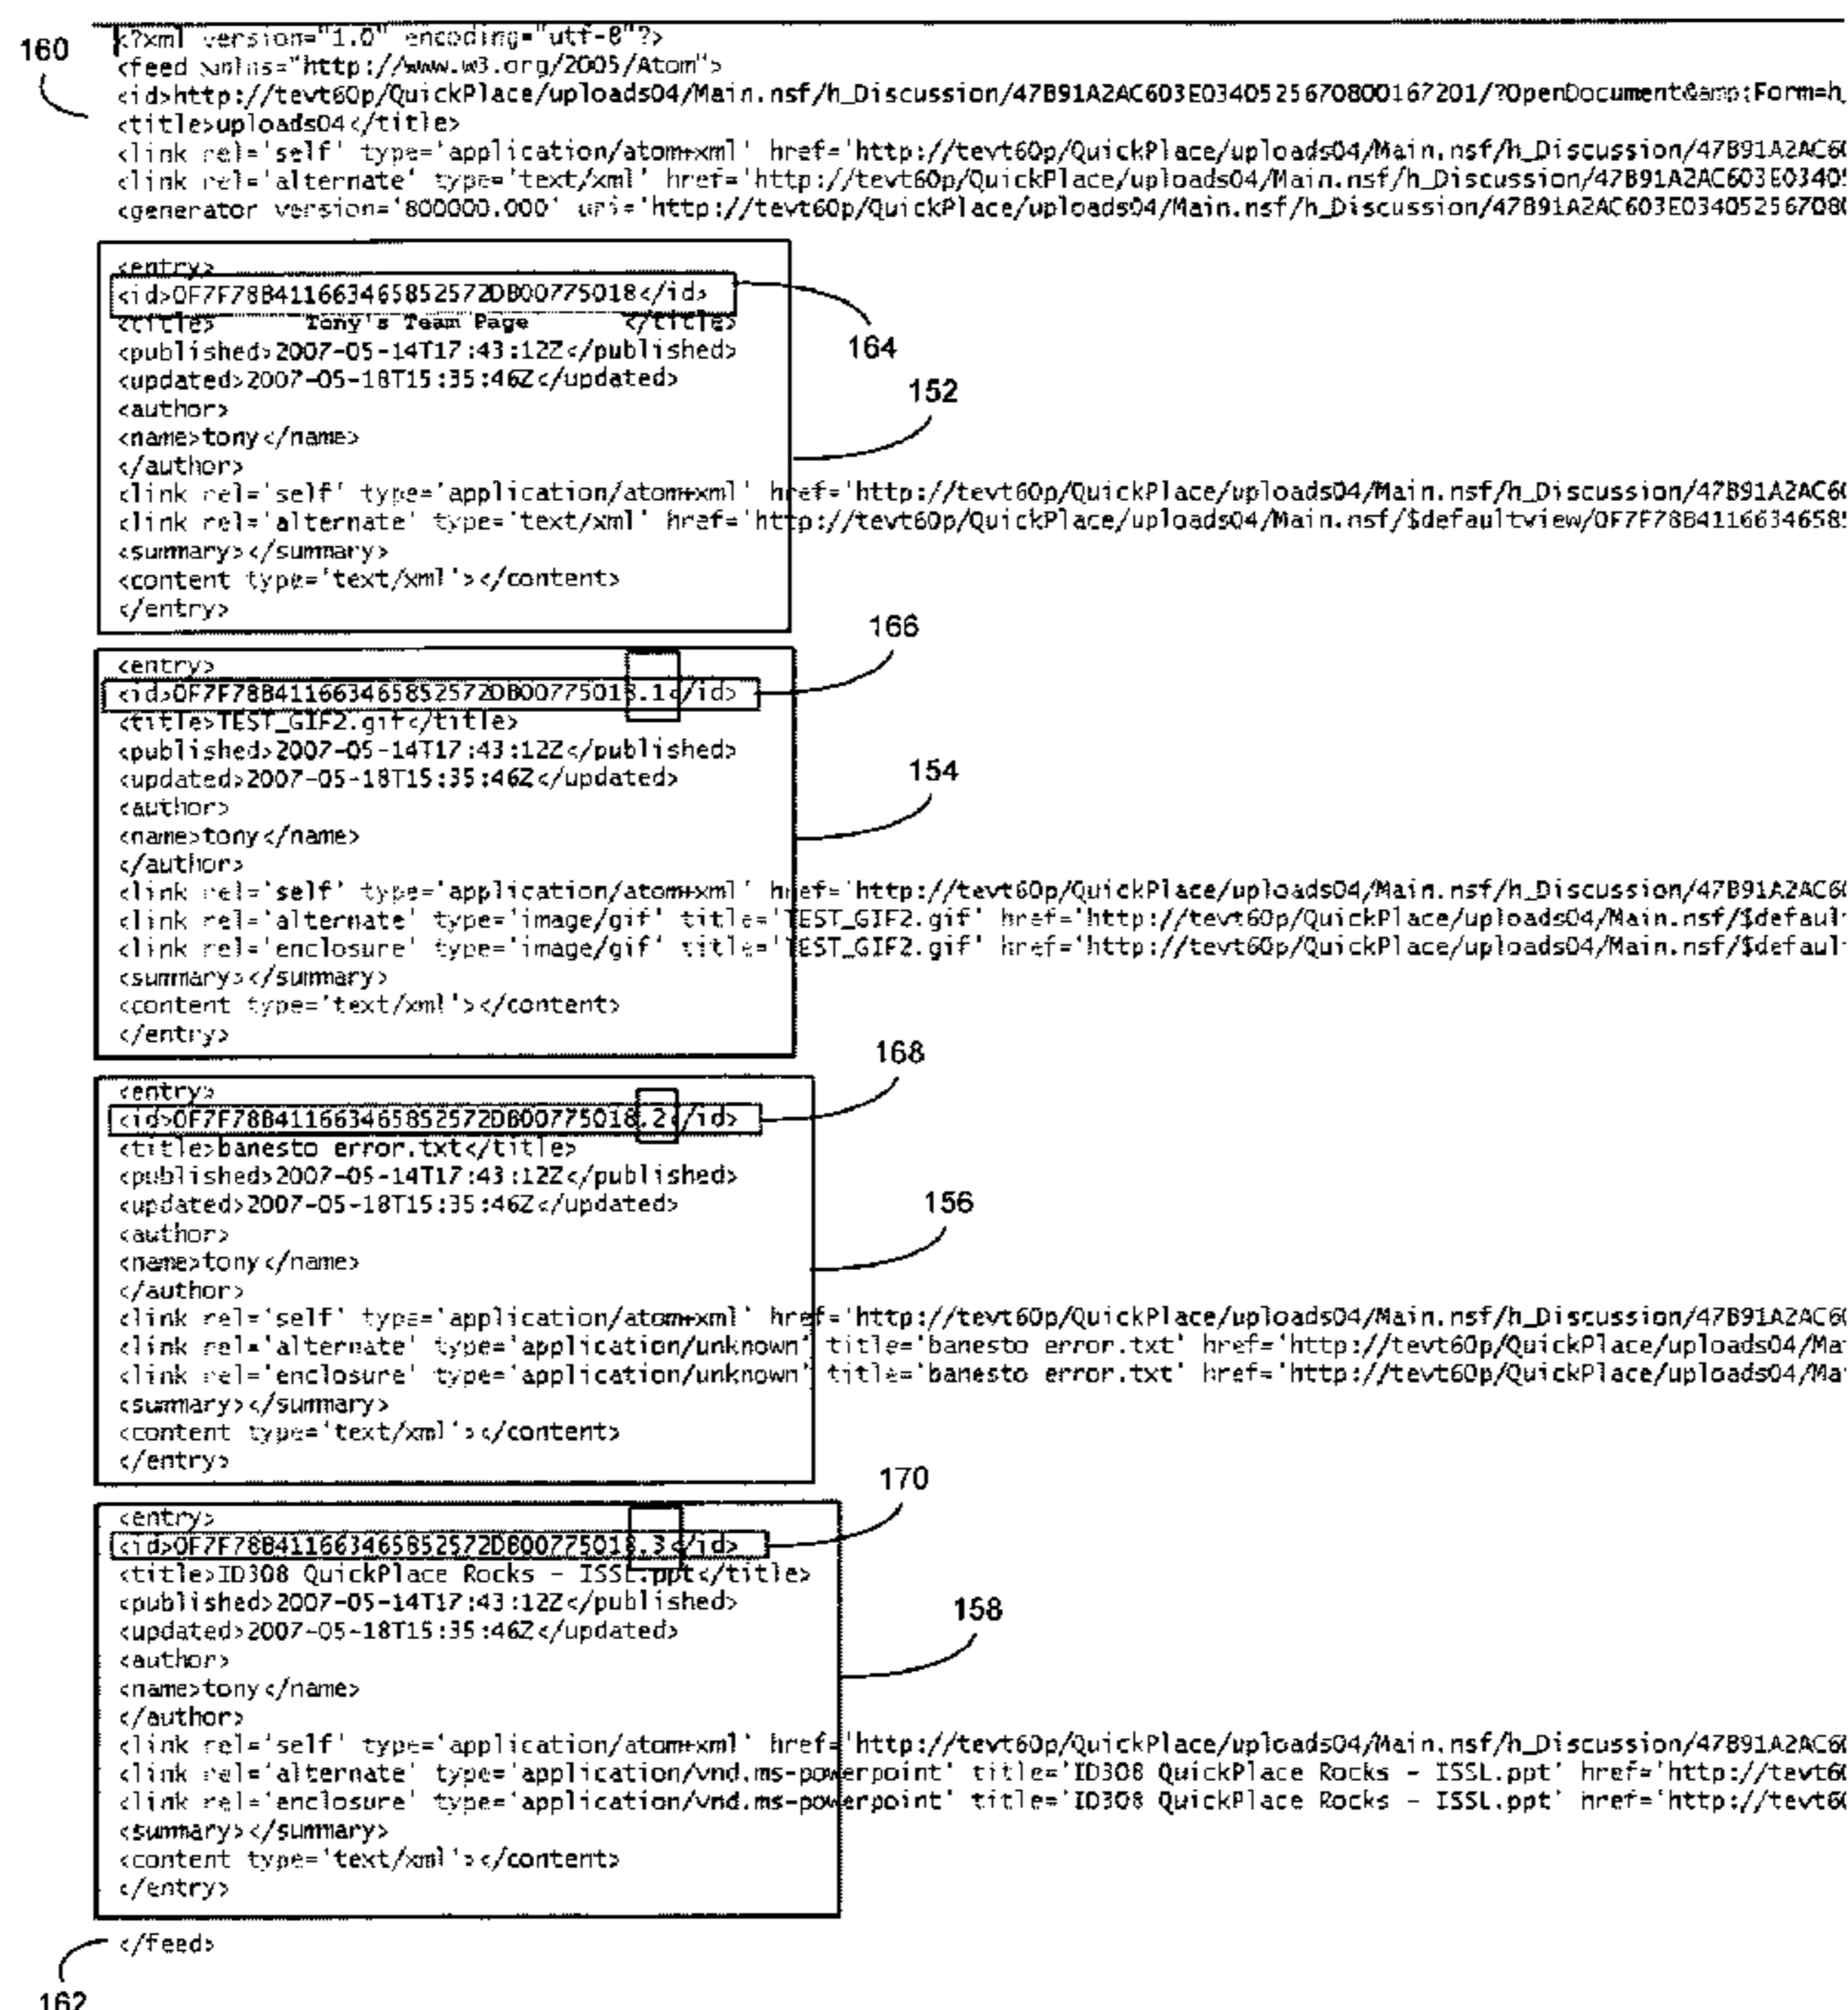 160
<?xml version="1.0" encoding="utf-8"?>
<feed xmlns="http://www.w3.org/2005/Atom">
<id>http://tevt60p/QuickPlace/uploads04/Main.nsf/h_Discussion/47B91A2AC603E0340525670800167201/?OpenDocument&amp;Form=h_
<title>uploads04</title>
<link rel='self' type='application/atom+xml' href='http://tevt60p/QuickPlace/uploads04/Main.nsf/h_Discussion/47B91A2AC60
<link rel='alternate' type='text/xml' href='http://tevt60p/QuickPlace/uploads04/Main.nsf/h_Discussion/47B91A2AC603E0340
<generator version='800000.000' uri='http://tevt60p/QuickPlace/uploads04/Main.nsf/h_Discussion/47B91A2AC603E034052567080
<entry>
<id>0F7F78B411663465852572DB00775018</id>
<title> Tony's Team Page </title>
164
<published>2007-05-14T17:43:12Z</published>
<updated>2007-05-18T15:35:46Z</updated>
152
<author>
<name>tony</name>
</author>
<link rel='self' type='application/atom+xml' href='http://tevt60p/QuickPlace/uploads04/Main.nsf/h_Discussion/47B91A2AC60
<link rel='alternate' type='text/xml' href='http://tevt60p/QuickPlace/uploads04/Main.nsf/$defaultview/0F7F78B41166346585
<summary></summary>
<content type='text/xml'></content>
</entry>
166
<entry>
<id>0F7F78B411663465852572DB00775018.1</id>
<title>TEST_GIF2.gif</title>
<published>2007-05-14T17:43:12Z</published>
<updated>2007-05-18T15:35:46Z</updated>
154
<author>
<name>tony</name>
</author>
<link rel='self' type='application/atom+xml' href='http://tevt60p/QuickPlace/uploads04/Main.nsf/h_Discussion/47B91A2AC60
<link rel='alternate' type='image/gif' title='TEST_GIF2.gif' href='http://tevt60p/QuickPlace/uploads04/Main.nsf/$defaul
<link rel='enclosure' type='image/gif' title='TEST_GIF2.gif' href='http://tevt60p/QuickPlace/uploads04/Main.nsf/$defaul
<summary></summary>
<content type='text/xml'></content>
</entry>
168
<entry>
<id>0F7F78B411663465852572DB00775018.2</id>
<title>banesto error.txt</title>
<published>2007-05-14T17:43:12Z</published>
<updated>2007-05-18T15:35:46Z</updated>
156
<author>
<name>tony</name>
</author>
<link rel='self' type='application/atom+xml' href='http://tevt60p/QuickPlace/uploads04/Main.nsf/h_Discussion/47B91A2AC60
<link rel='alternate' type='application/unknown' title='banesto error.txt' href='http://tevt60p/QuickPlace/uploads04/Ma
<link rel='enclosure' type='application/unknown' title='banesto error.txt' href='http://tevt60p/QuickPlace/uploads04/Ma
<summary></summary>
<content type='text/xml'></content>
</entry>
170
<entry>
<id>0F7F78B411663465852572DB00775018.3</id>
<title>ID308 QuickPlace Rocks - ISSL.ppt</title>
<published>2007-05-14T17:43:12Z</published>
158
<updated>2007-05-18T15:35:46Z</updated>
<author>
<name>tony</name>
</author>
<link rel='self' type='application/atom+xml' href='http://tevt60p/QuickPlace/uploads04/Main.nsf/h_Discussion/47B91A2AC60
<link rel='alternate' type='application/vnd.ms-powerpoint' title='ID308 QuickPlace Rocks - ISSL.ppt' href='http://tevt60
<link rel='enclosure' type='application/vnd.ms-powerpoint' title='ID308 QuickPlace Rocks - ISSL.ppt' href='http://tevt60
<summary></summary>
<content type='text/xml'></content>
</entry>
</feed>
162